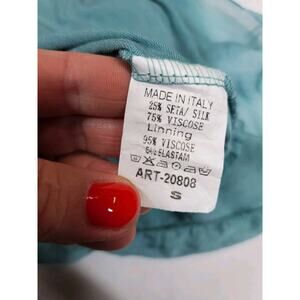 MADE IN ITALY
25% SETA/ SILK
75% VISCOSE
Linning
95% VISCOSE
5% ELASTAM
ART-20808
S